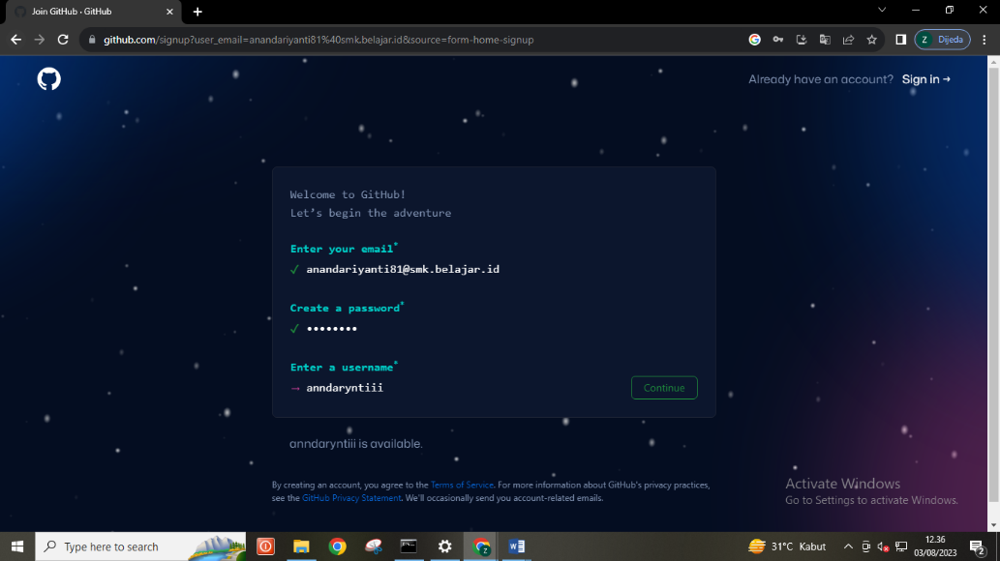 Join GitHub · GitHub
github.com/signup?user_email=anandariyanti81%40smk.belajar.id&source=form-home-signup
Z Dijeda
Already have an account? Sign in →
Welcome to GitHub!
Let's begin the adventure
Enter your email*
✓ anandariyanti81@smk.belajar.id
Create a password*
✓ ••••••••
Enter a username*
→ anndaryntiii
Continue
anndaryntiii is available.
By creating an account, you agree to the Terms of Service. For more information about GitHub's privacy practices,
see the GitHub Privacy Statement. We'll occasionally send you account-related emails.
Activate Windows
Go to Settings to activate Windows.
Type here to search
31°C Kabut
12.36
03/08/2023
2